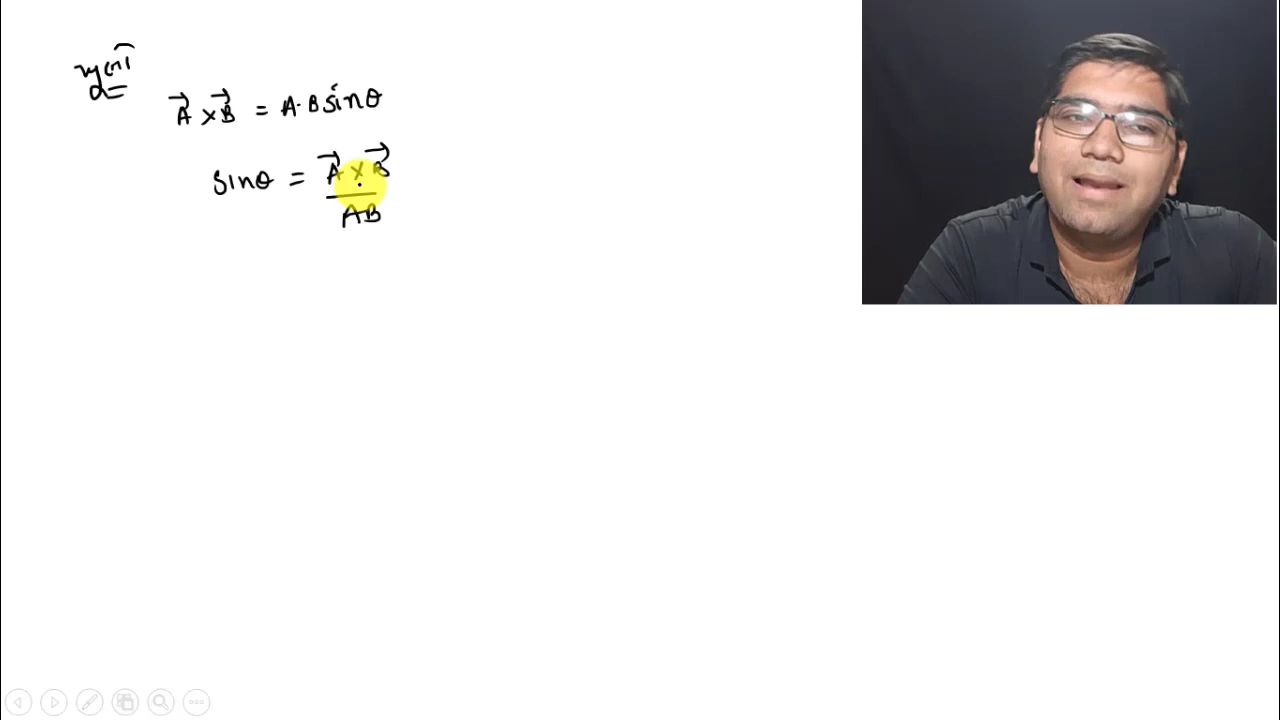 A⃗ × B⃗ = A·B sinθ
sinθ = A⃗ × B⃗ / AB